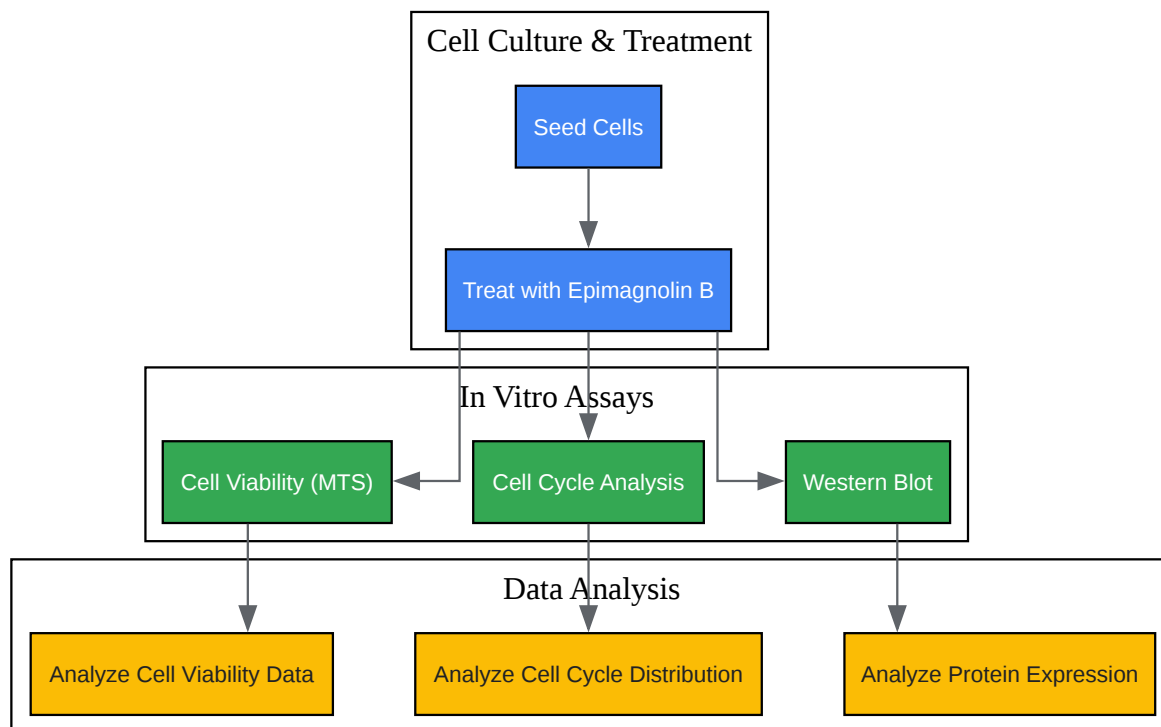 Cell Culture & Treatment
Seed Cells
Treat with Epimagnolin B
In Vitro Assays
Cell Viability (MTS)
Cell Cycle Analysis
Western Blot
Data Analysis
Analyze Cell Viability Data
Analyze Cell Cycle Distribution
Analyze Protein Expression